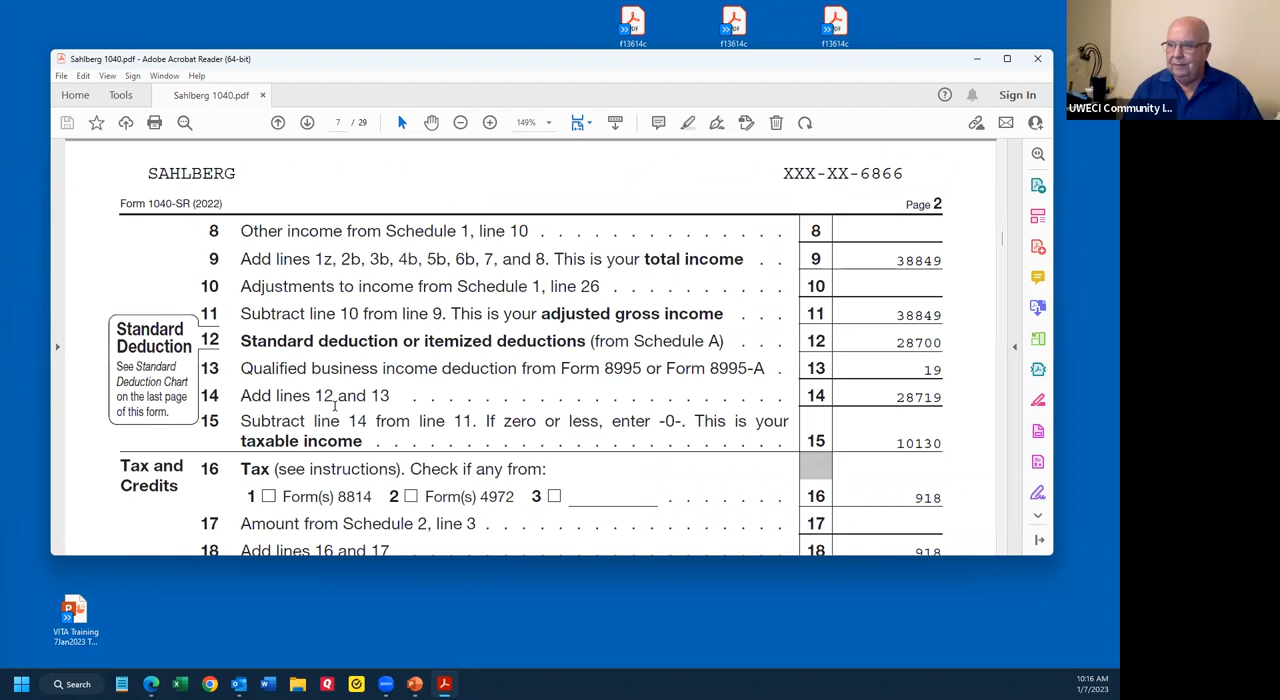 f13614c
f13614c
f13614c
Sahlberg 1040.pdf - Adobe Acrobat Reader (64-bit)
File Edit View Sign Window Help
Home Tools Sahlberg 1040.pdf × Sign In
7 / 29 149%
UWECI Community I...
SAHLBERG XXX-XX-6866
Form 1040-SR (2022) Page 2
8 Other income from Schedule 1, line 10 . . . . . . . . . . . . . . 8
9 Add lines 1z, 2b, 3b, 4b, 5b, 6b, 7, and 8. This is your total income . . 9 38849
10 Adjustments to income from Schedule 1, line 26 . . . . . . . . . . 10
11 Subtract line 10 from line 9. This is your adjusted gross income . . . 11 38849
Standard Deduction
See Standard Deduction Chart on the last page of this form.
12 Standard deduction or itemized deductions (from Schedule A) . . . 12 28700
13 Qualified business income deduction from Form 8995 or Form 8995-A . 13 19
14 Add lines 12 and 13 . . . . . . . . . . . . . . . . . . . . 14 28719
15 Subtract line 14 from line 11. If zero or less, enter -0-. This is your
taxable income . . . . . . . . . . . . . . . . . . . . . . 15 10130
Tax and Credits
16 Tax (see instructions). Check if any from:
1 Form(s) 8814 2 Form(s) 4972 3 . . . . . . . 16 918
17 Amount from Schedule 2, line 3 . . . . . . . . . . . . . . . . 17
18 Add lines 16 and 17 . . . . . . . . . . . . . . . . . . . . 18 918
VITA Training
7Jan2023 T...
Search
10:16 AM
1/7/2023